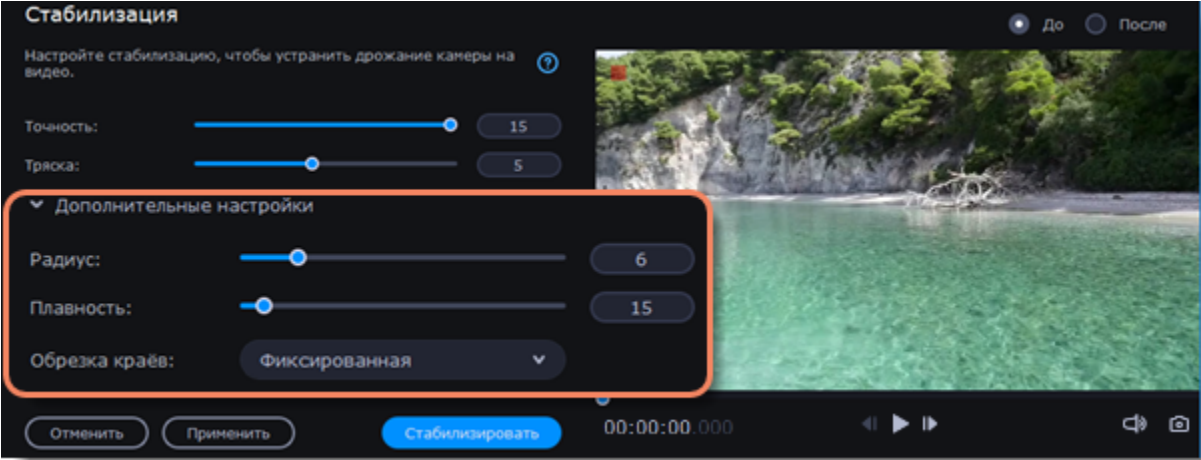 Стабилизация
До После
Настройте стабилизацию, чтобы устранить дрожание камеры на
видео.
?
Точность: 15
Тряска: 5
Дополнительные настройки
Радиус: 6
Плавность: 15
Обрезка краёв: Фиксированная
Отменить Применить Стабилизировать 00:00:00.000